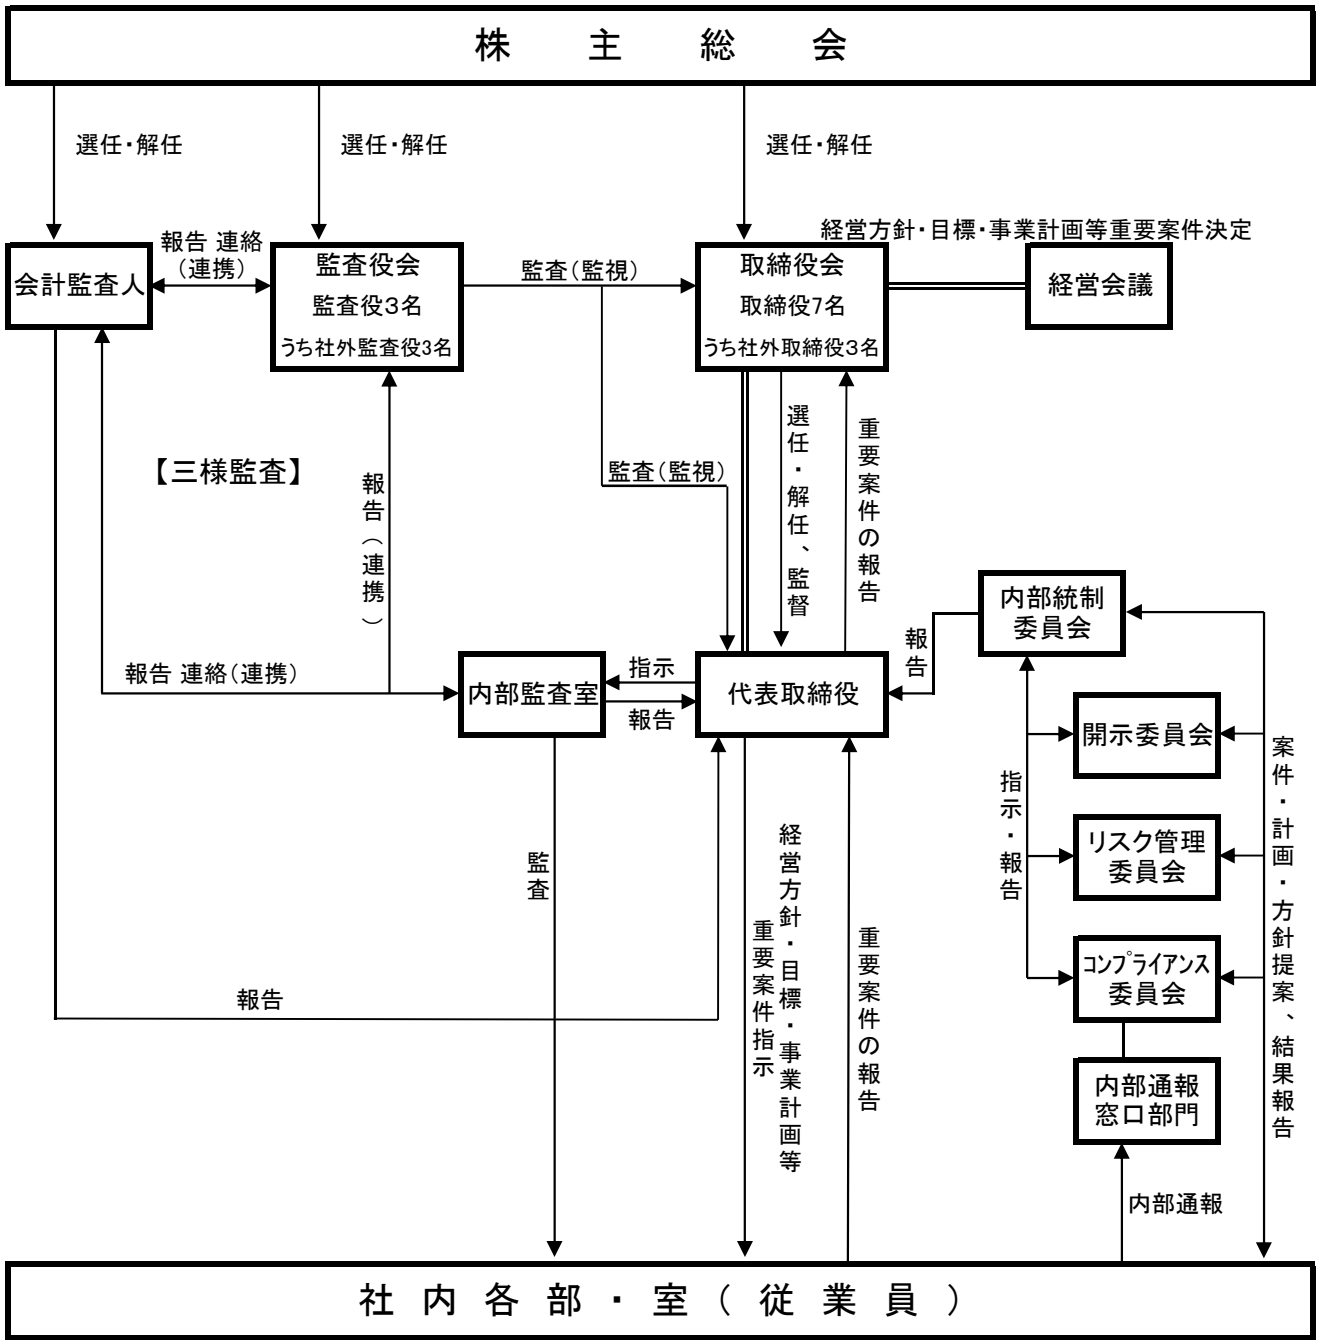 株主総会
選任・解任
選任・解任
選任・解任
経営方針・目標・事業計画等重要案件決定
会計監査人
報告 連絡
（連携）
監査役会
監査役３名
うち社外監査役3名
監査（監視）
取締役会
取締役7名
うち社外取締役３名
経営会議
【三様監査】
報告（連携）
監査（監視）
選任・解任、監督
重要案件の報告
内部統制
委員会
報告
報告 連絡（連携）
内部監査室
指示
報告
代表取締役
開示委員会
リスク管理
委員会
コンプライアンス
委員会
内部通報
窓口部門
指示・報告
案件・計画・方針提案、結果報告
監査
経営方針・目標・事業計画等
重要案件指示
重要案件の報告
報告
内部通報
社内各部・室（従業員）